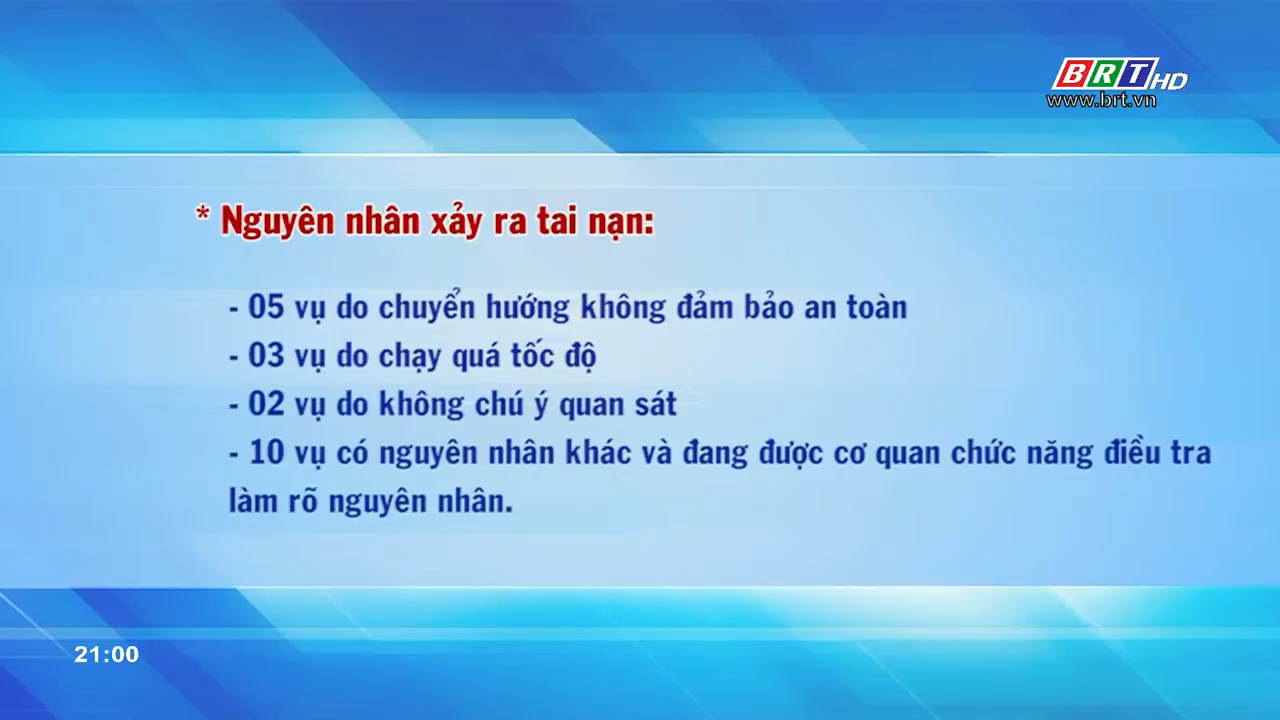 BRT HD
www.brt.vn
* Nguyên nhân xảy ra tai nạn:
- 05 vụ do chuyển hướng không đảm bảo an toàn
- 03 vụ do chạy quá tốc độ
- 02 vụ do không chú ý quan sát
- 10 vụ có nguyên nhân khác và đang được cơ quan chức năng điều tra
làm rõ nguyên nhân.
21:00